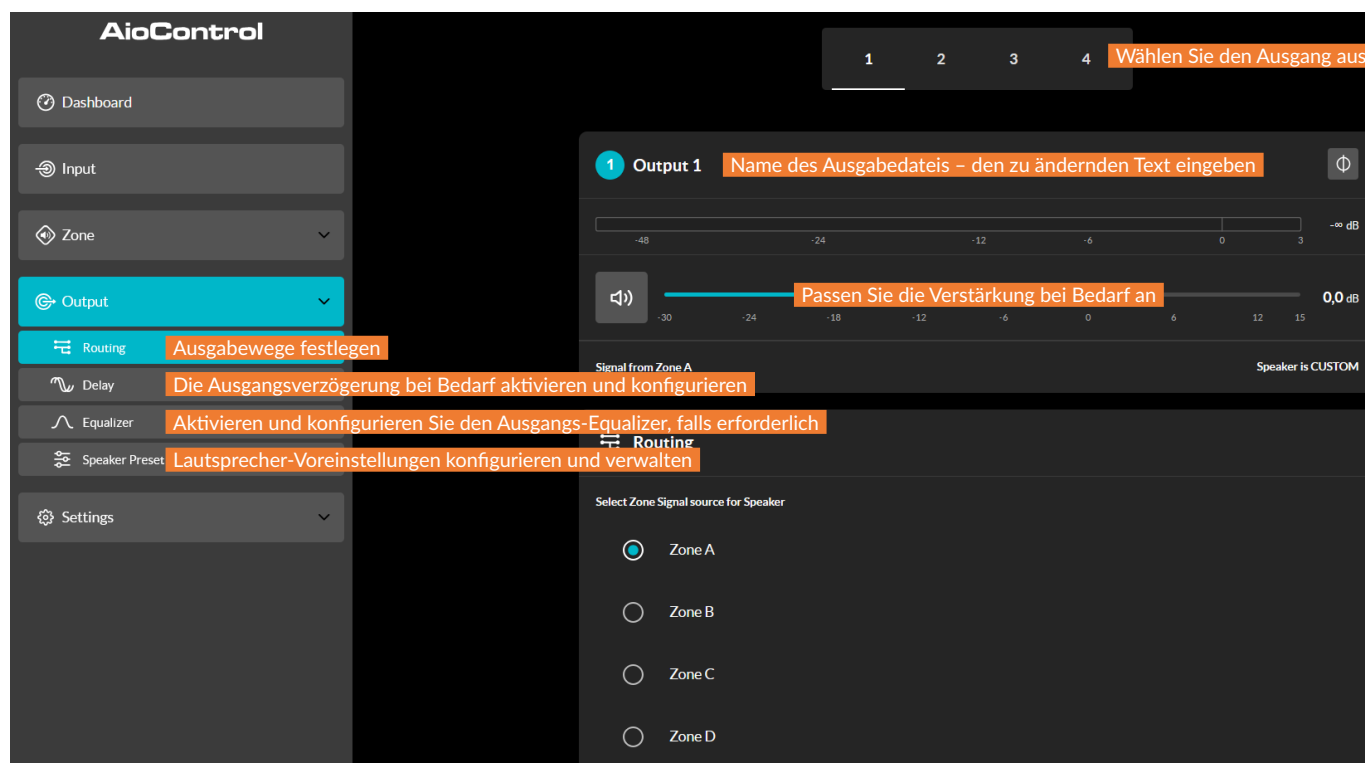 AioControl
Dashboard
Input
Zone
Output
Routing
Ausgabewege festlegen
Delay
Die Ausgangsverzögerung bei Bedarf aktivieren und konfigurieren
Equalizer
Aktivieren und konfigurieren Sie den Ausgangs-Equalizer, falls erforderlich
Speaker Preset
Lautsprecher-Voreinstellungen konfigurieren und verwalten
Settings
1 2 3 4
Wählen Sie den Ausgang aus
1 Output 1
Name des Ausgabedateis – den zu ändernden Text eingeben
-∞ dB
-48 -24 -12 -6 0 3
Passen Sie die Verstärkung bei Bedarf an
0,0 dB
-30 -24 -18 -12 -6 0 6 12 15
Signal from Zone A
Speaker is CUSTOM
Routing
Select Zone Signal source for Speaker
Zone A
Zone B
Zone C
Zone D